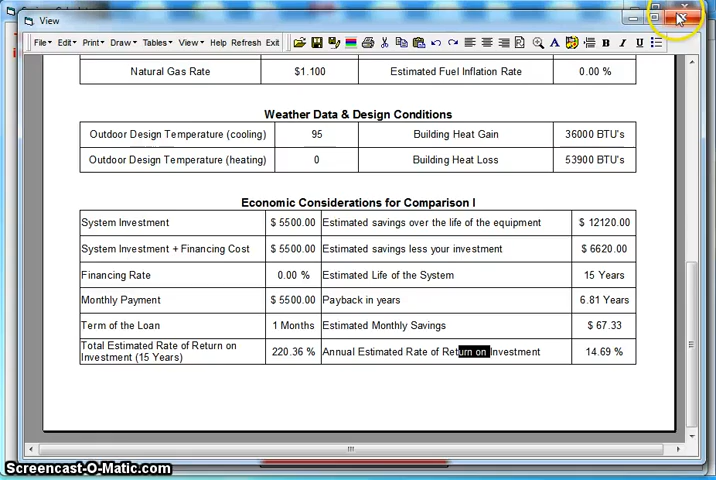 View
File Edit Print Draw Tables View Help Refresh Exit
A B I U
Natural Gas Rate $1.100 Estimated Fuel Inflation Rate 0.00 %
Weather Data & Design Conditions
Outdoor Design Temperature (cooling) 95 Building Heat Gain 36000 BTU's
Outdoor Design Temperature (heating) 0 Building Heat Loss 53900 BTU's
Economic Considerations for Comparison I
System Investment $ 5500.00 Estimated savings over the life of the equipment $ 12120.00
System Investment + Financing Cost $ 5500.00 Estimated savings less your investment $ 6620.00
Financing Rate 0.00 % Estimated Life of the System 15 Years
Monthly Payment $ 5500.00 Payback in years 6.81 Years
Term of the Loan 1 Months Estimated Monthly Savings $ 67.33
Total Estimated Rate of Return on
Investment (15 Years) 220.36 % Annual Estimated Rate of Return on Investment 14.69 %
Screencast-O-Matic.com